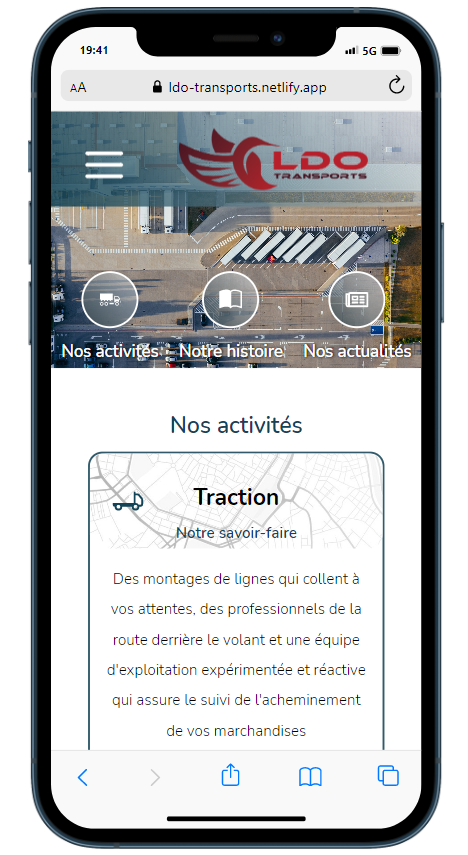 19:41
5G
AA
ldo-transports.netlify.app
LDO
TRANSPORTS
Nos activités
Notre histoire
Nos actualités
Nos activités
Traction
Notre savoir-faire
Des montages de lignes qui collent à
vos attentes, des professionnels de la
route derrière le volant et une équipe
d'exploitation expérimentée et réactive
qui assure le suivi de l'acheminement
de vos marchandises